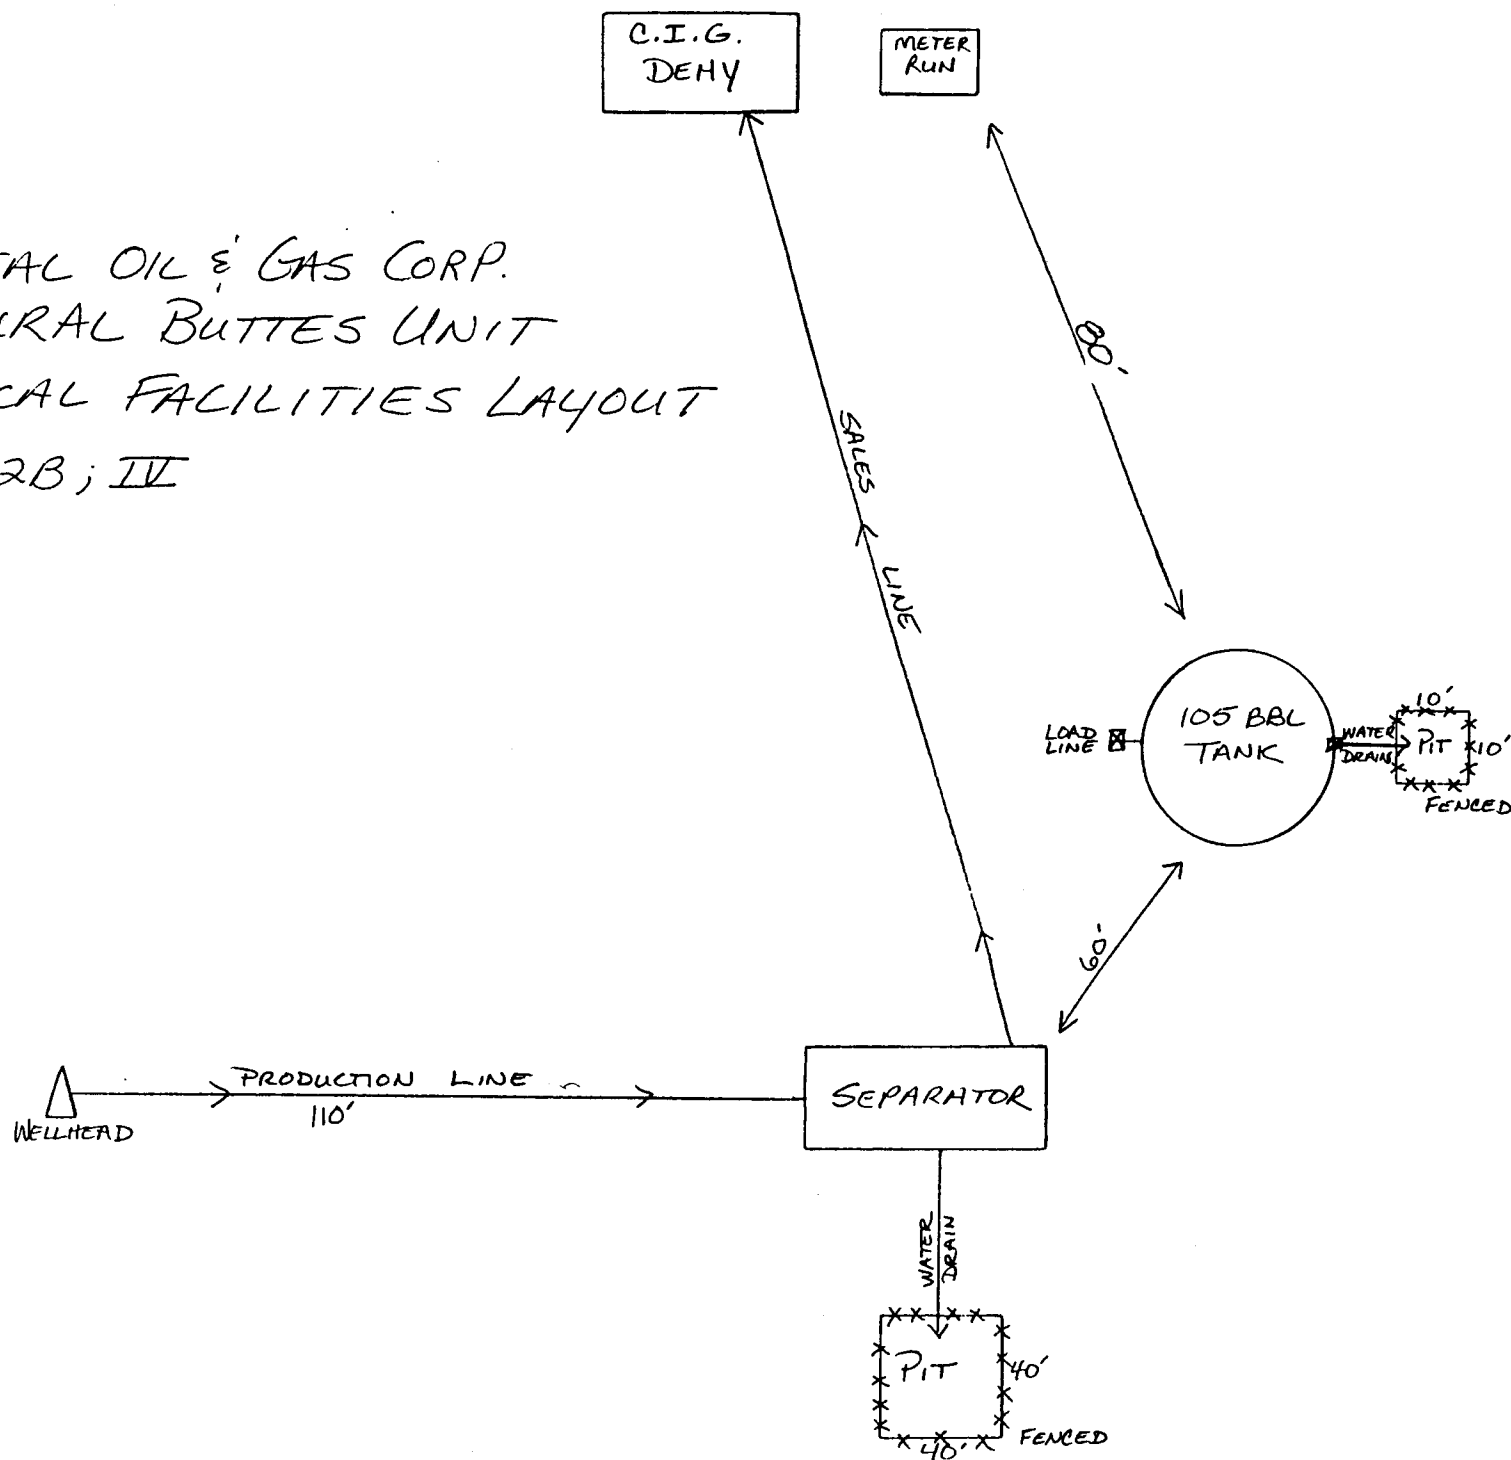 C.I.G.
DEHY
METER
RUN
TAL OIL & GAS CORP.
RAL BUTTES UNIT
CAL FACILITIES LAYOUT
2B; IV
80'
SALES
LINE
105 BBL
TANK
LOAD
LINE
WATER
DRAIN
10'
PIT
10'
FENCED
60'
PRODUCTION LINE
110'
WELLHEAD
SEPARATOR
WATER
DRAIN
PIT
40'
40'
FENCED